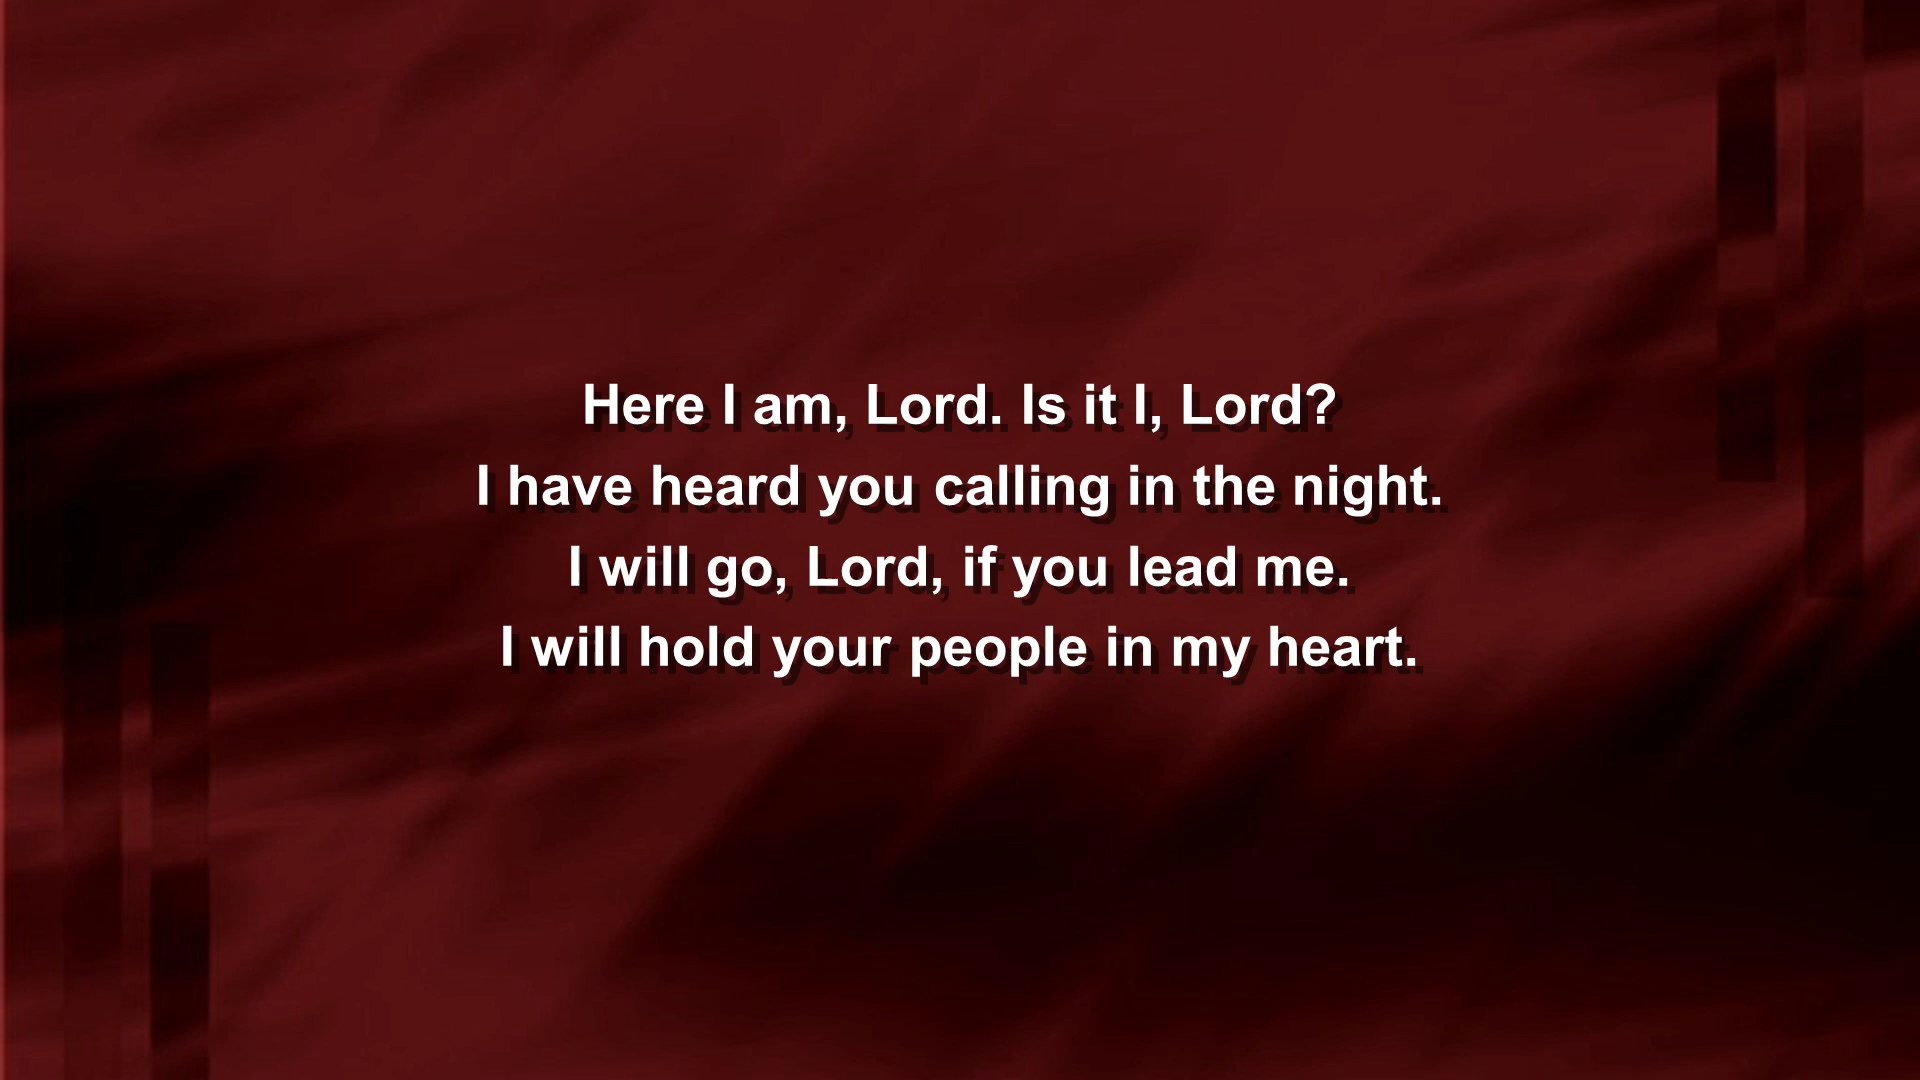 Here I am, Lord. Is it I, Lord?
I have heard you calling in the night.
I will go, Lord, if you lead me.
I will hold your people in my heart.